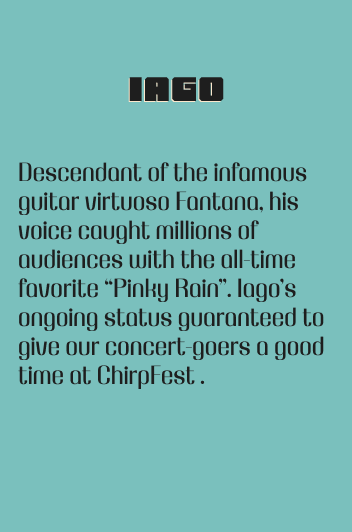 IAGO
Descendant of the infamous
guitar virtuoso Fantana, his
voice caught millions of
audiences with the all-time
favorite “Pinky Rain”. Iago’s
ongoing status guaranteed to
give our concert-goers a good
time at ChirpFest .